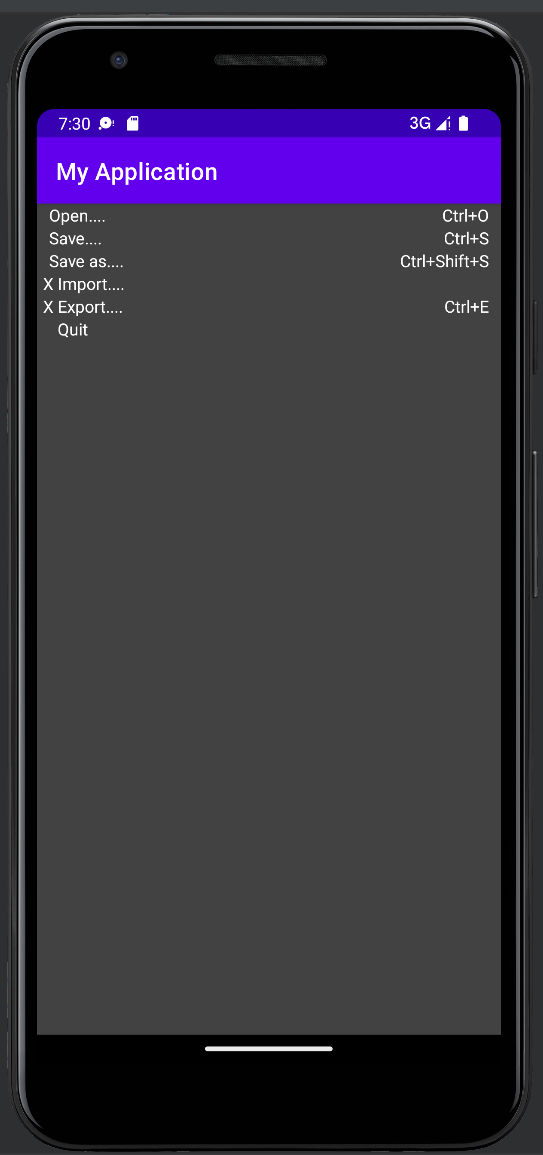 7:30 3G
My Application
Open.... Ctrl+O
Save.... Ctrl+S
Save as.... Ctrl+Shift+S
X Import....
X Export.... Ctrl+E
Quit